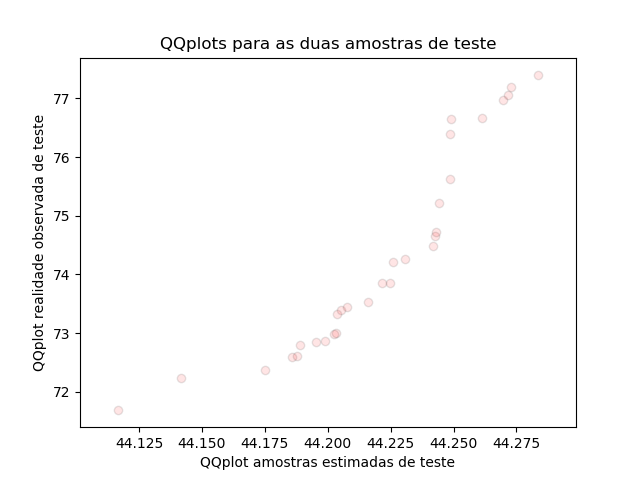 QQplots para as duas amostras de teste
QQplot realidade observada de teste
77
76
75
74
73
72
44.125 44.150 44.175 44.200 44.225 44.250 44.275
QQplot amostras estimadas de teste